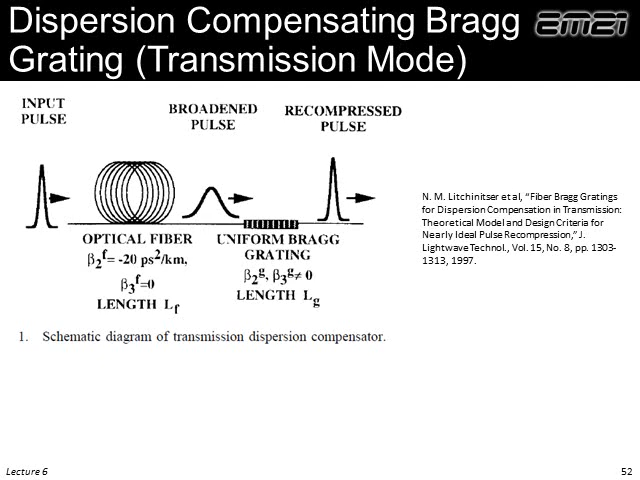 Dispersion Compensating Bragg
Grating (Transmission Mode)
INPUT
PULSE
BROADENED
PULSE
RECOMPRESSED
PULSE
OPTICAL FIBER
β₂ᶠ= -20 ps²/km,
β₃ᶠ=0
LENGTH L_f
UNIFORM BRAGG
GRATING
β₂ᵍ, β₃ᵍ≠ 0
LENGTH L_g
1. Schematic diagram of transmission dispersion compensator.
N. M. Litchinitser et al, “Fiber Bragg Gratings
for Dispersion Compensation in Transmission:
Theoretical Model and Design Criteria for
Nearly Ideal Pulse Recompression,” J.
Lightwave Technol., Vol. 15, No. 8, pp. 1303-
1313, 1997.
Lecture 6
52